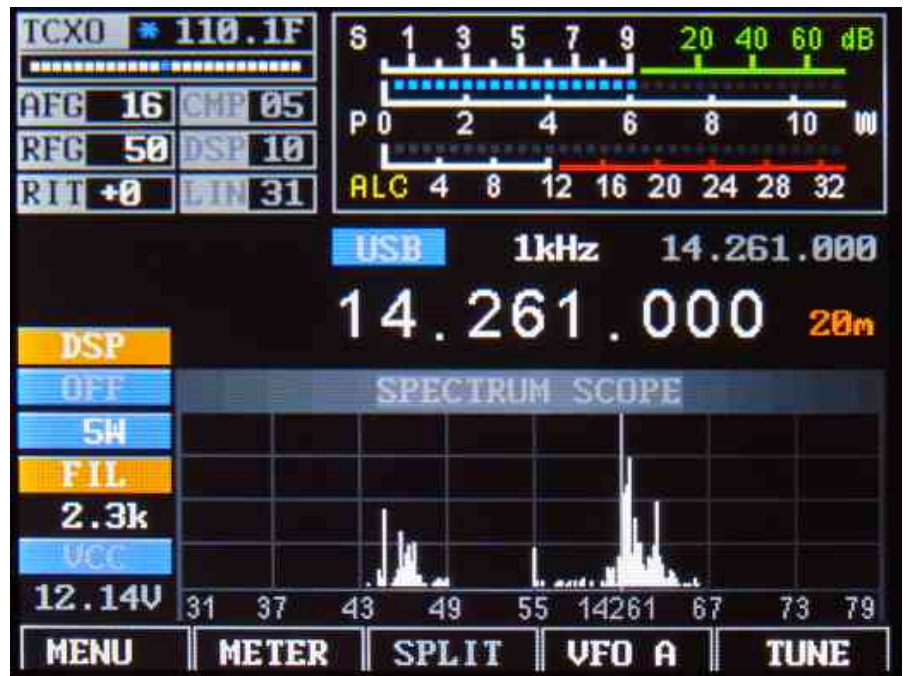 TCXO * 110.1F
AFG 16 CMP 05
RFG 50 DSP 10
RIT +0 LIN 31
S 1 3 5 7 9 20 40 60 dB
P 0 2 4 6 8 10 W
ALC 4 8 12 16 20 24 28 32
USB 1kHz 14.261.000
14.261.000 20m
DSP
OFF
5W
FIL
2.3k
VCC
12.14V
SPECTRUM SCOPE
31 37 43 49 55 14261 67 73 79
MENU METER SPLIT VFO A TUNE